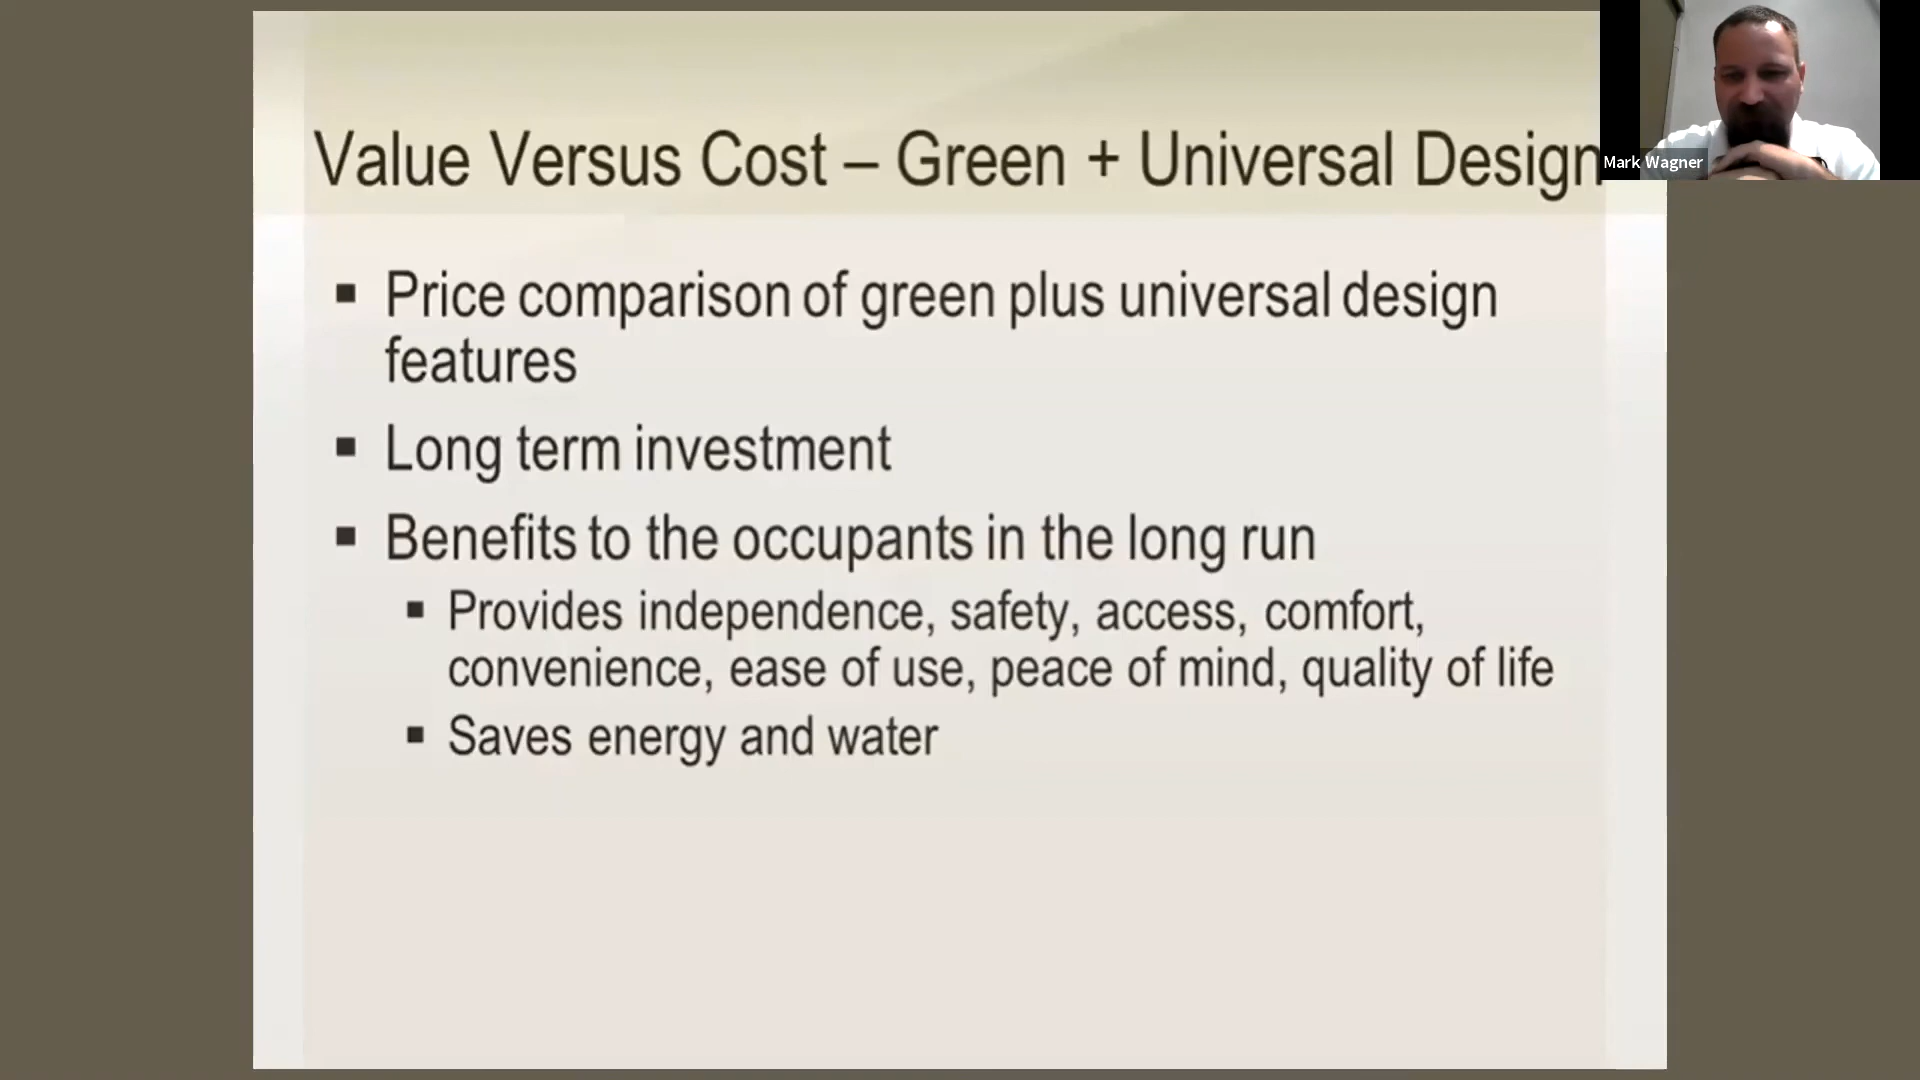 Value Versus Cost – Green + Universal Design
Mark Wagner
▪ Price comparison of green plus universal design
features
▪ Long term investment
▪ Benefits to the occupants in the long run
▪ Provides independence, safety, access, comfort,
convenience, ease of use, peace of mind, quality of life
▪ Saves energy and water